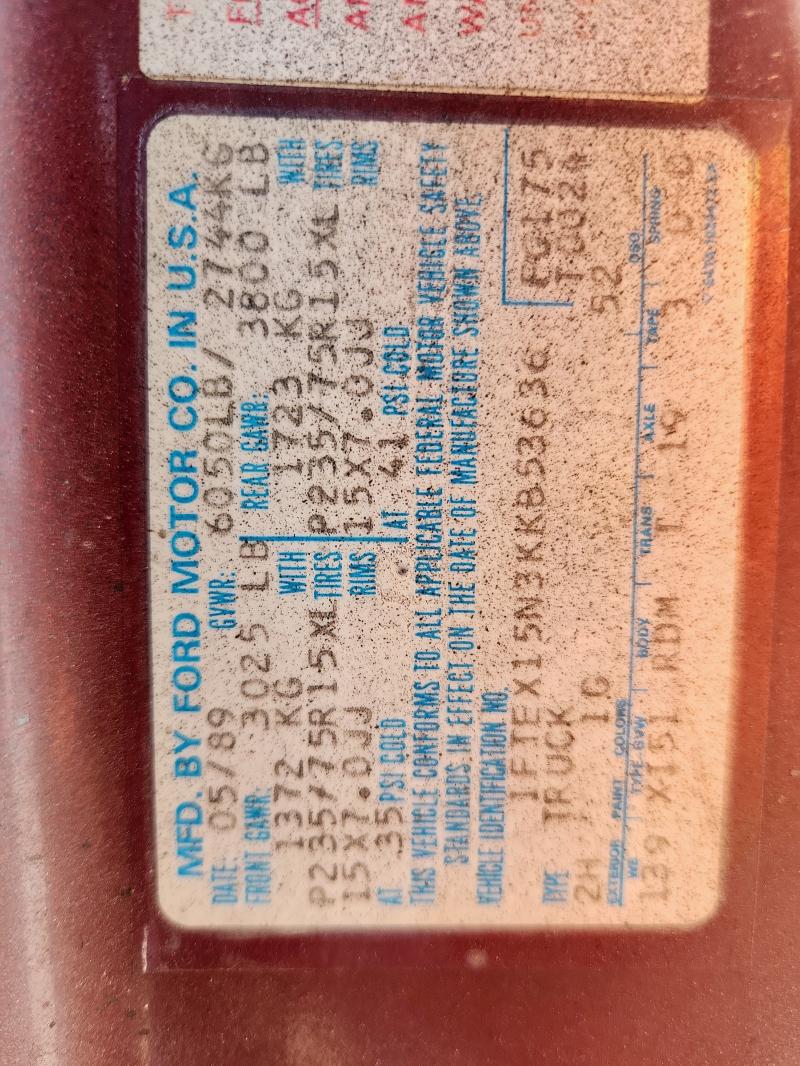 MFD. BY FORD MOTOR CO. IN U.S.A.
DATE: 05/89 GVWR: 6050LB/ 2744KG
FRONT GAWR: 3025 LB REAR GAWR: 3800 LB
1372 KG WITH 1723 KG WITH
P235/75R15XL TIRES P235/75R15XL TIRES
15X7.0JJ RIMS 15X7.0JJ RIMS
AT 35 PSI COLD AT 41 PSI COLD
THIS VEHICLE CONFORMS TO ALL APPLICABLE FEDERAL MOTOR VEHICLE SAFETY
STANDARDS IN EFFECT ON THE DATE OF MANUFACTURE SHOWN ABOVE
VEHICLE IDENTIFICATION NO.
1FTEX15N3KKB53636
TYPE TRUCK
2H 1G 52
EXTERIOR PAINT COLORS DSO
WB TYPE-GVW BODY TRANS AXLE TAPE SPRING
139 X151 RDM T 19 3